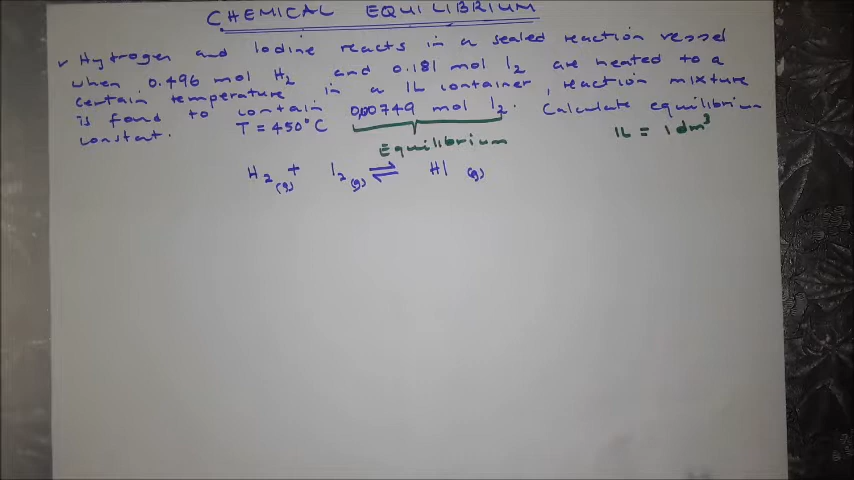 CHEMICAL EQUILIBRIUM
✓ Hytrogen and Iodine reacts in a sealed reaction vessel
when 0.496 mol H2 and 0.181 mol I2 are heated to a
certain temperature in a 1L container, reaction mixture
is found to contain 0,00749 mol I2. Calculate equilibrium
constant. T = 450°C 1L = 1dm³
Equilibrium
H2(g) + I2(g) ⇌ HI (g)